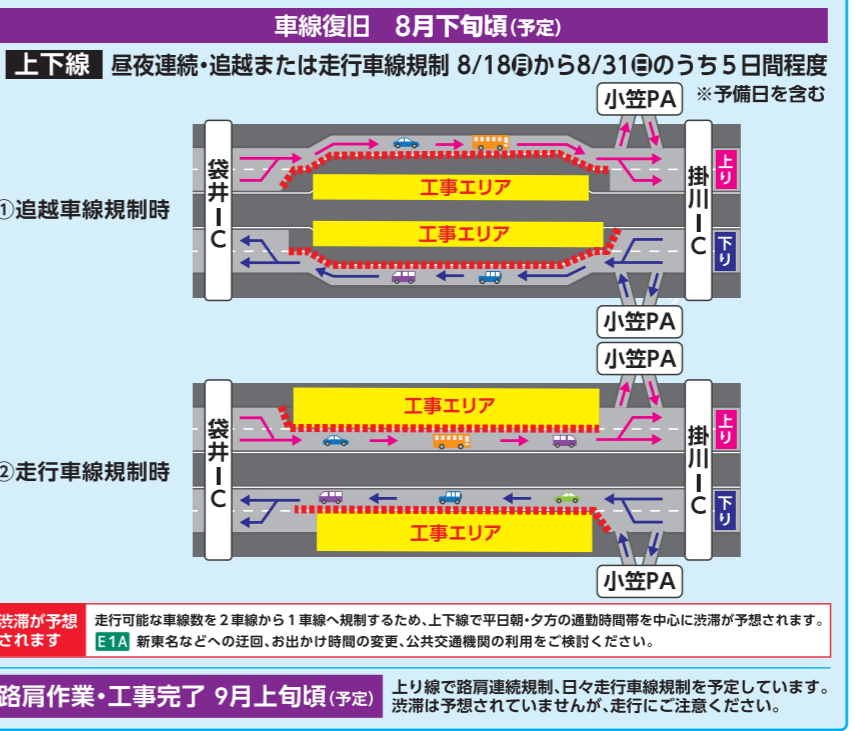 車線復旧 8月下旬頃(予定)
上下線 昼夜連続・追越または走行車線規制 8/18㊊から8/31㊐のうち5日間程度
※予備日を含む
小笠PA
袋井IC
掛川IC
上り
工事エリア
①追越車線規制時
工事エリア
下り
小笠PA
小笠PA
袋井IC
掛川IC
上り
工事エリア
②走行車線規制時
下り
工事エリア
小笠PA
渋滞が予想
されます
走行可能な車線数を2車線から1車線へ規制するため、上下線で平日朝・夕方の通勤時間帯を中心に渋滞が予想されます。
E1A 新東名などへの迂回、お出かけ時間の変更、公共交通機関の利用をご検討ください。
路肩作業・工事完了 9月上旬頃(予定)
上り線で路肩連続規制、日々走行車線規制を予定しています。
渋滞は予想されていませんが、走行にご注意ください。